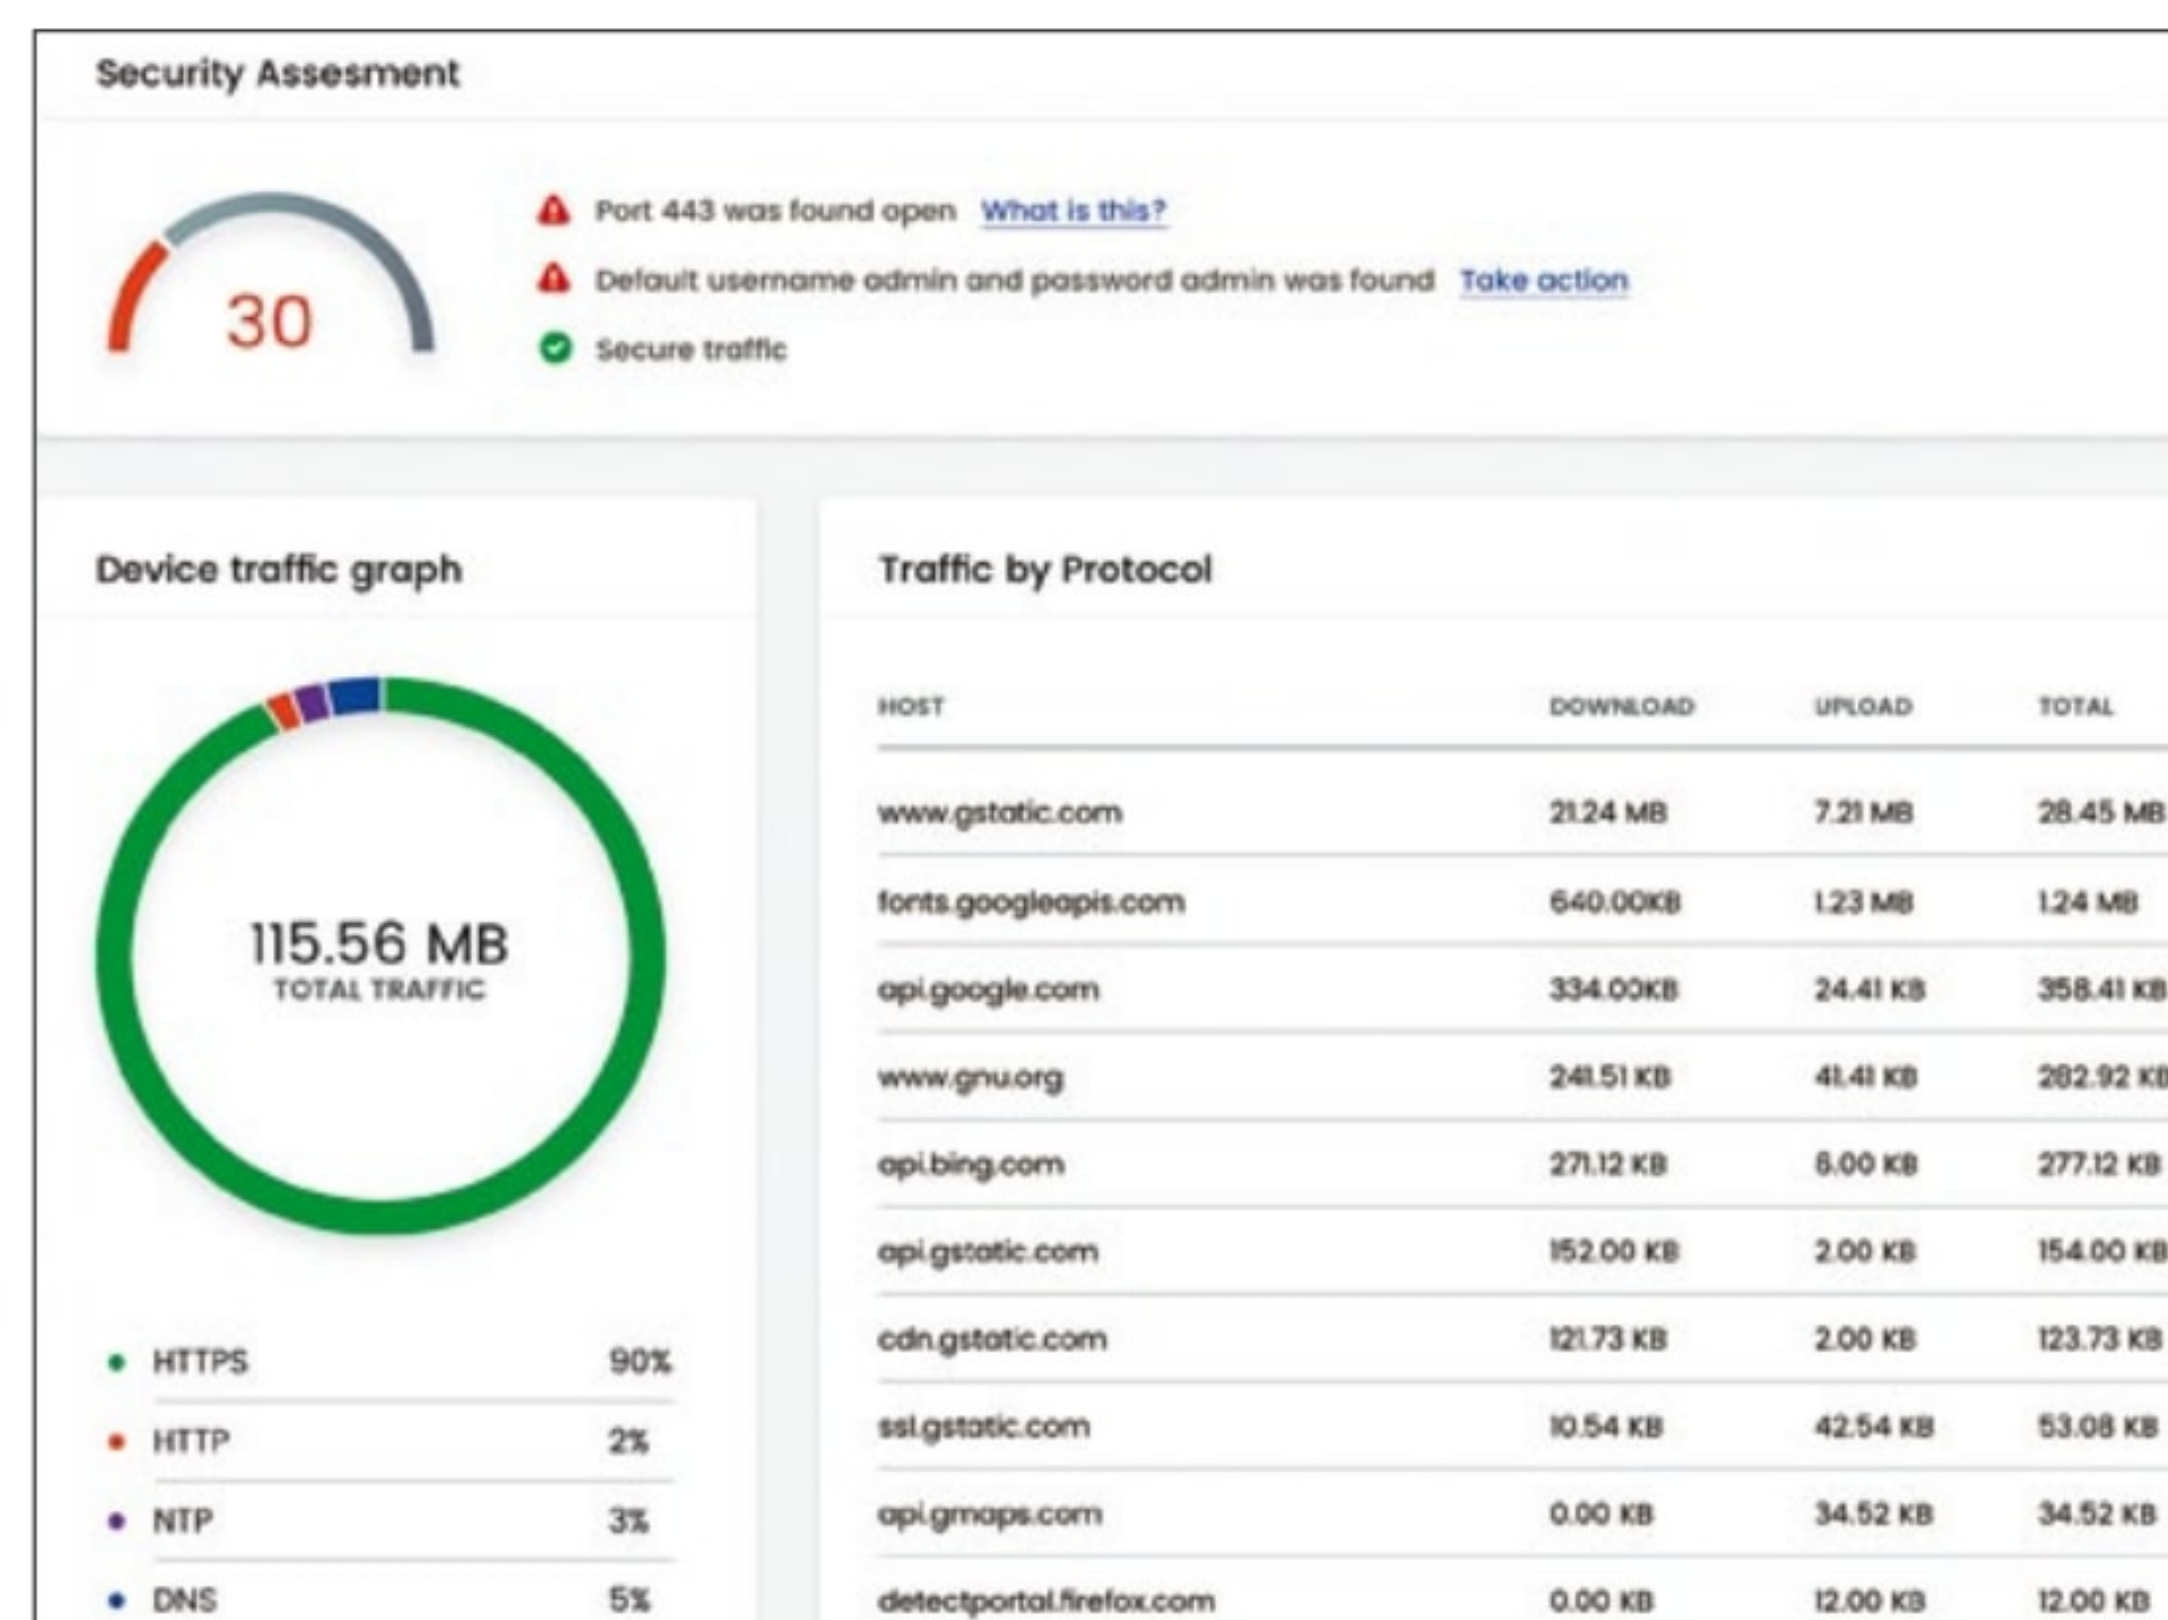 Security Assesment
30
Port 443 was found open What is this?
Default username admin and password admin was found Take action
Secure traffic
Device traffic graph
115.56 MB
TOTAL TRAFFIC
HTTPS 90%
HTTP 2%
NTP 3%
DNS 5%
Traffic by Protocol
HOST DOWNLOAD UPLOAD TOTAL
www.gstatic.com 21.24 MB 7.21 MB 28.45 MB
fonts.googleapis.com 640.00KB 1.23 MB 1.24 MB
api.google.com 334.00KB 24.41 KB 358.41 KB
www.gnu.org 241.51 KB 41.41 KB 282.92 KB
api.bing.com 271.12 KB 6.00 KB 277.12 KB
api.gstatic.com 152.00 KB 2.00 KB 154.00 KB
cdn.gstatic.com 121.73 KB 2.00 KB 123.73 KB
ssl.gstatic.com 10.54 KB 42.54 KB 53.08 KB
api.gmaps.com 0.00 KB 34.52 KB 34.52 KB
detectportal.firefox.com 0.00 KB 12.00 KB 12.00 KB